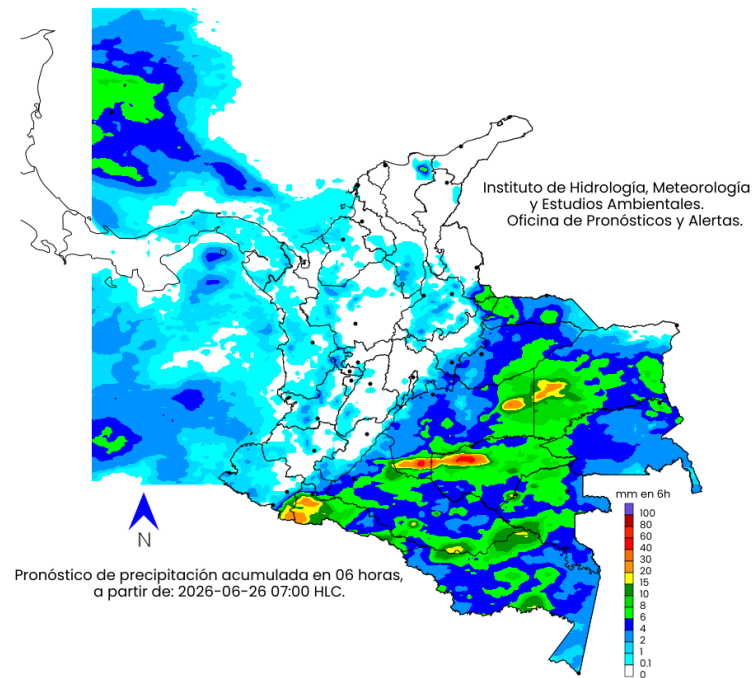 Instituto de Hidrología, Meteorología
y Estudios Ambientales.
Oficina de Pronósticos y Alertas.
mm en 6h
100
80
60
40
30
20
15
10
8
6
4
2
1
0.1
0
N
Pronóstico de precipitación acumulada en 06 horas,
a partir de: 2026-06-26 07:00 HLC.